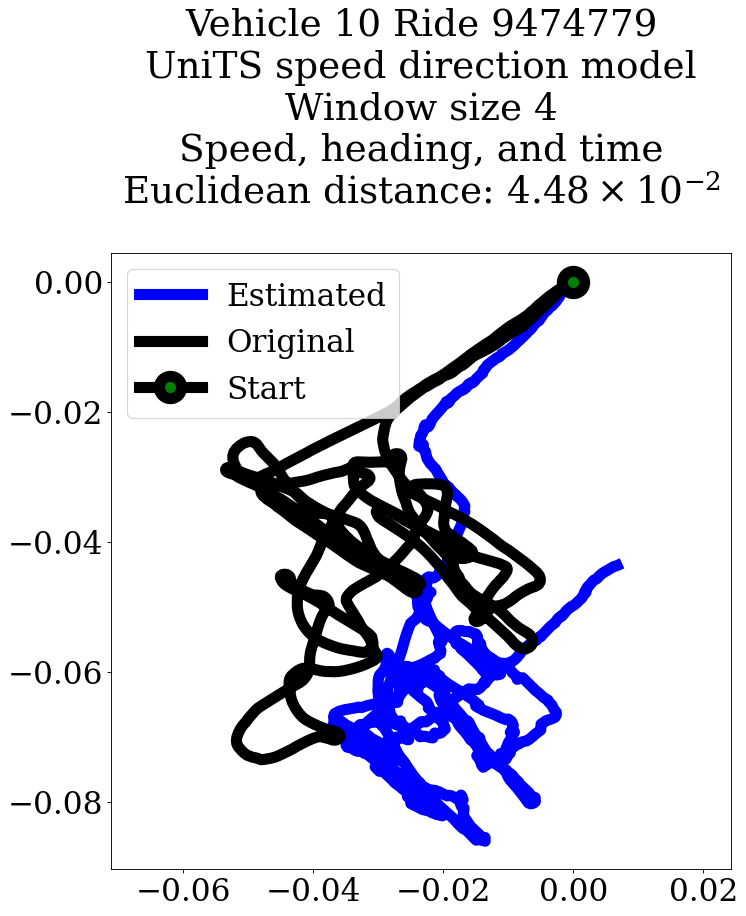 Vehicle 10 Ride 9474779
UniTS speed direction model
Window size 4
Speed, heading, and time
Euclidean distance: 4.48 × 10⁻²
Estimated
Original
Start
0.00
−0.02
−0.04
−0.06
−0.08
−0.06 −0.04 −0.02 0.00 0.02